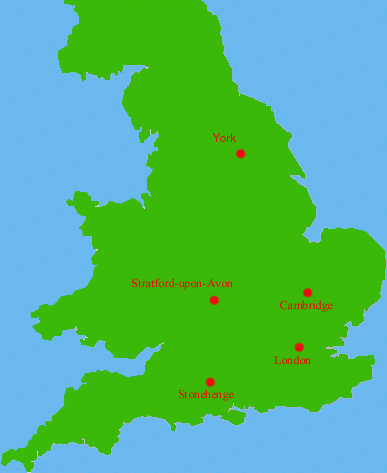 York
Stratford-upon-Avon
Cambridge
London
Stonehenge